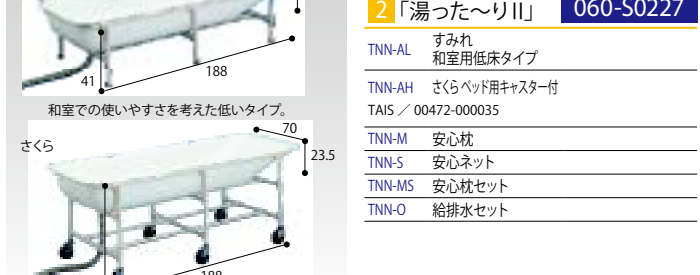 41
188
和室での使いやすさを考えた低いタイプ。
さくら
70
23.5
188
2 「湯った～りII」 060-S0227
TNN-AL すみれ
和室用低床タイプ
TNN-AH さくらベッド用キャスター付
TAIS ／ 00472-000035
TNN-M 安心枕
TNN-S 安心ネット
TNN-MS 安心枕セット
TNN-O 給排水セット